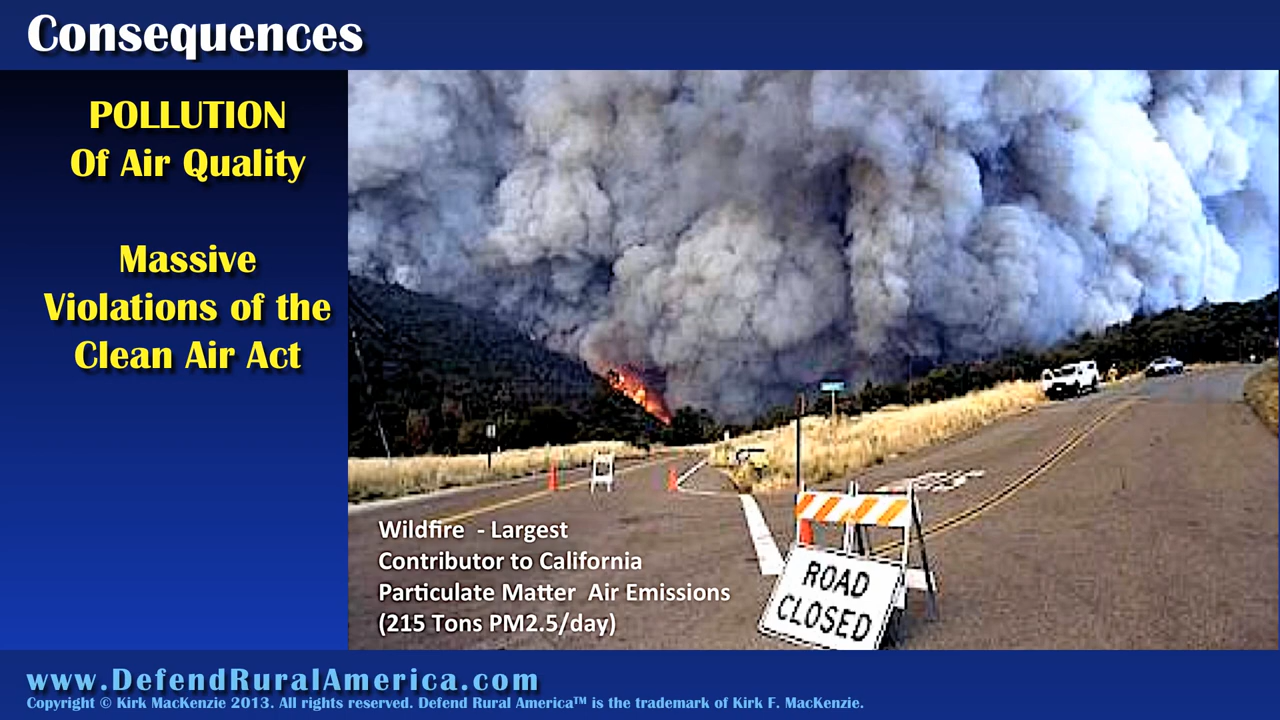 Consequences
POLLUTION
Of Air Quality
Massive
Violations of the
Clean Air Act
Wildfire - Largest
Contributor to California
Particulate Matter Air Emissions
(215 Tons PM2.5/day)
ROAD
CLOSED
www.DefendRuralAmerica.com
Copyright © Kirk MacKenzie 2013. All rights reserved. Defend Rural America™ is the trademark of Kirk F. MacKenzie.